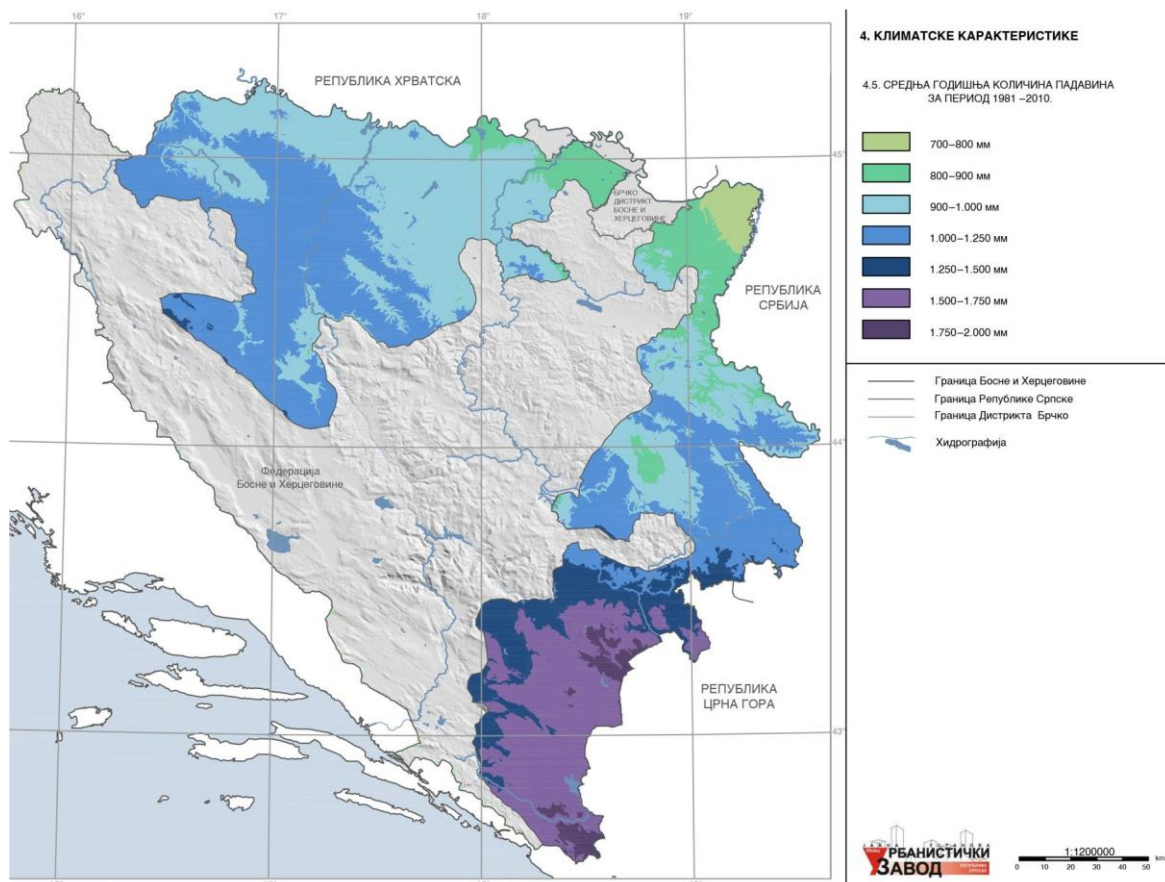 16°
17°
18°
19°
РЕПУБЛИКА ХРВАТСКА
45°
БРЧКО
ДИСТРИКТ
БОСНЕ И
ХЕРЦЕГОВИНЕ
РЕПУБЛИКА
СРБИЈА
44°
Федерација
Босне и Херцеговине
РЕПУБЛИКА
ЦРНА ГОРА
43°
4. КЛИМАТСКЕ КАРАКТЕРИСТИКЕ
4.5. СРЕДЊА ГОДИШЊА КОЛИЧИНА ПАДАВИНА
ЗА ПЕРИОД 1981 –2010.
700–800 мм
800–900 мм
900–1.000 мм
1.000–1.250 мм
1.250–1.500 мм
1.500–1.750 мм
1.750–2.000 мм
Граница Босне и Херцеговине
Граница Републике Српске
Граница Дистрикта Брчко
Хидрографија
УРБАНИСТИЧКИ
ЗАВОД
РЕПУБЛИКЕ
СРПСКЕ
1:1200000
0 10 20 30 40 50 km